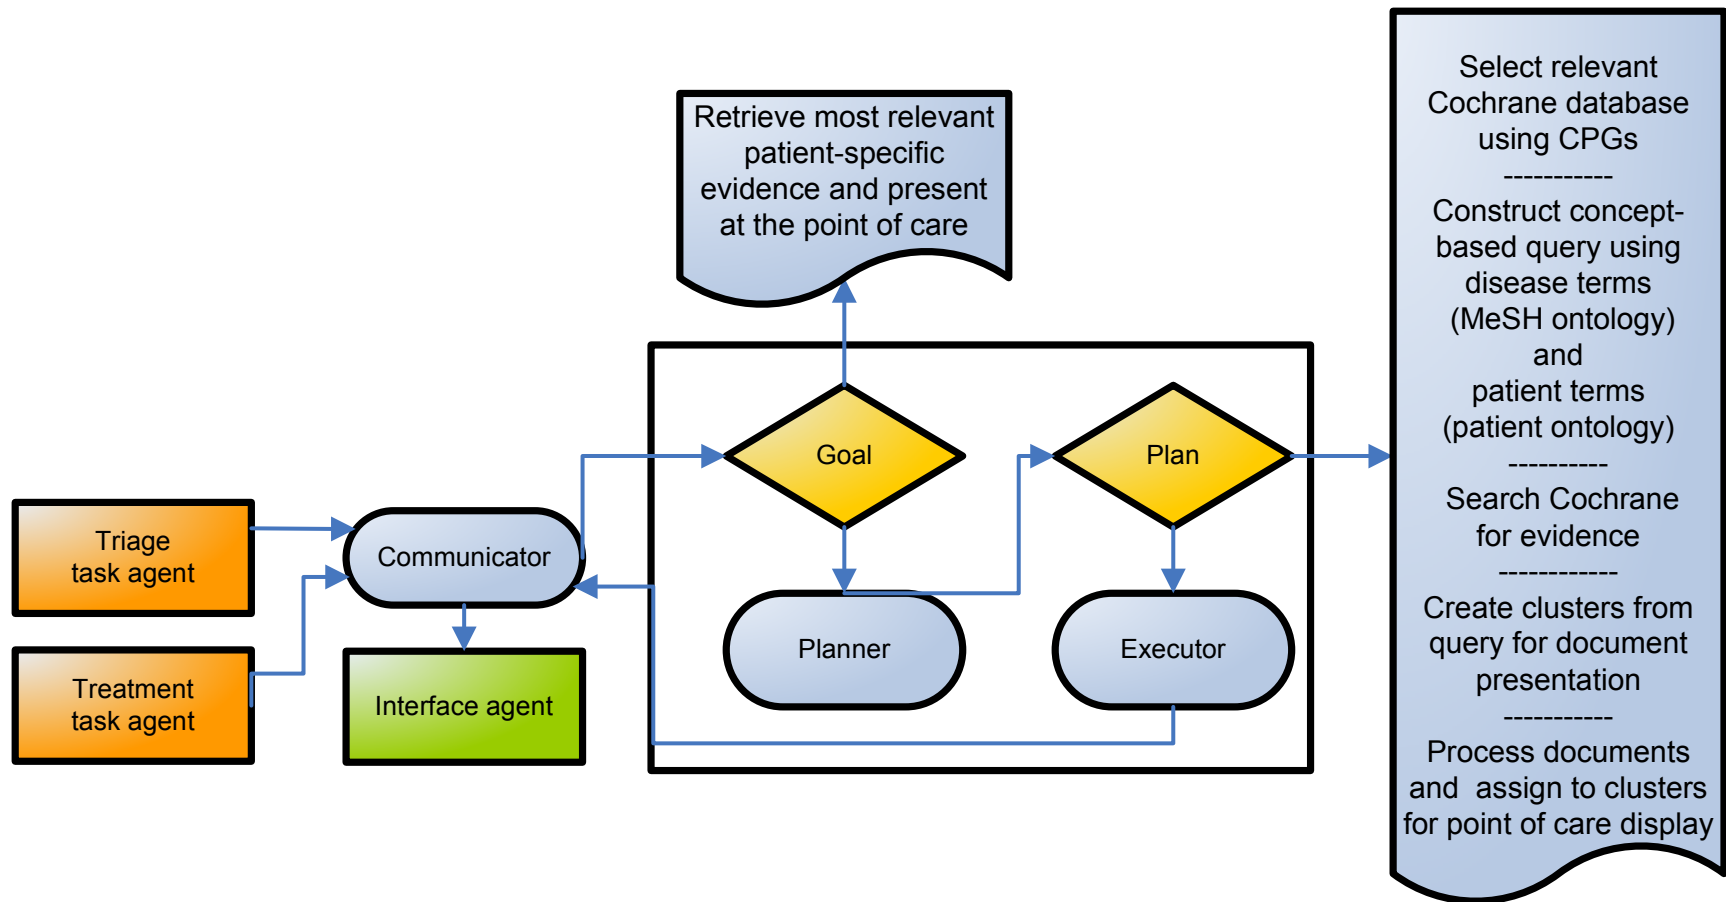 Retrieve most relevant
patient-specific
evidence and present
at the point of care
Goal
Plan
Triage
task agent
Communicator
Treatment
task agent
Interface agent
Planner
Executor
Select relevant
Cochrane database
using CPGs
-----------
Construct concept-
based query using
disease terms
(MeSH ontology)
and
patient terms
(patient ontology)
----------
Search Cochrane
for evidence
------------
Create clusters from
query for document
presentation
-----------
Process documents
and  assign to clusters
for point of care display